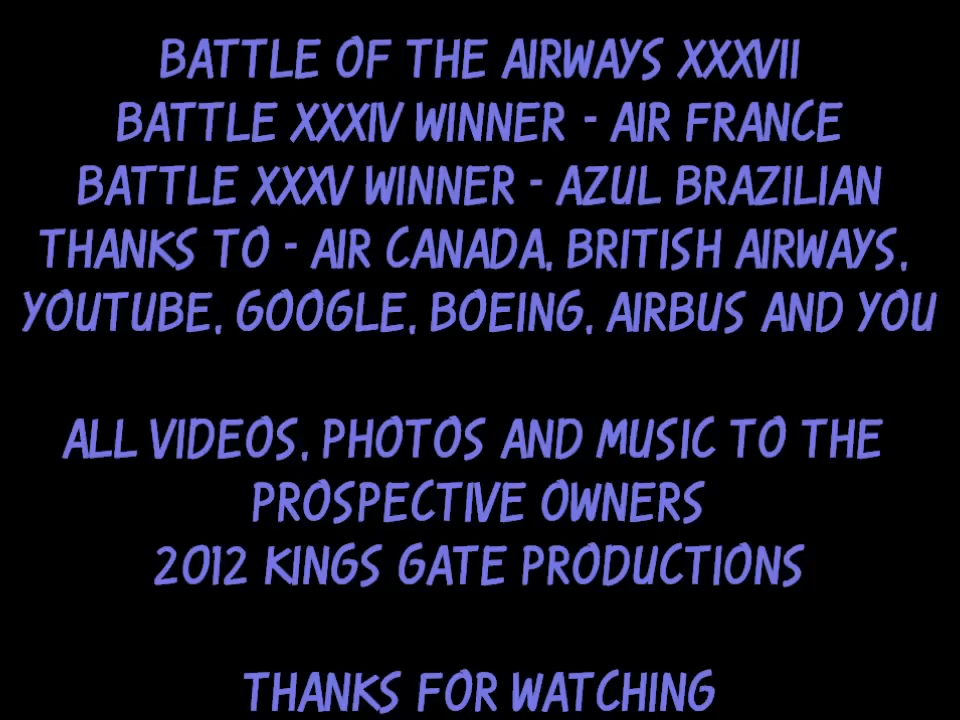 BATTLE OF THE AIRWAYS XXXVII
BATTLE XXXIV WINNER - AIR FRANCE
BATTLE XXXV WINNER - AZUL BRAZILIAN
THANKS TO - AIR CANADA, BRITISH AIRWAYS,
YOUTUBE, GOOGLE, BOEING, AIRBUS AND YOU
ALL VIDEOS, PHOTOS AND MUSIC TO THE
PROSPECTIVE OWNERS
2012 KINGS GATE PRODUCTIONS
THANKS FOR WATCHING